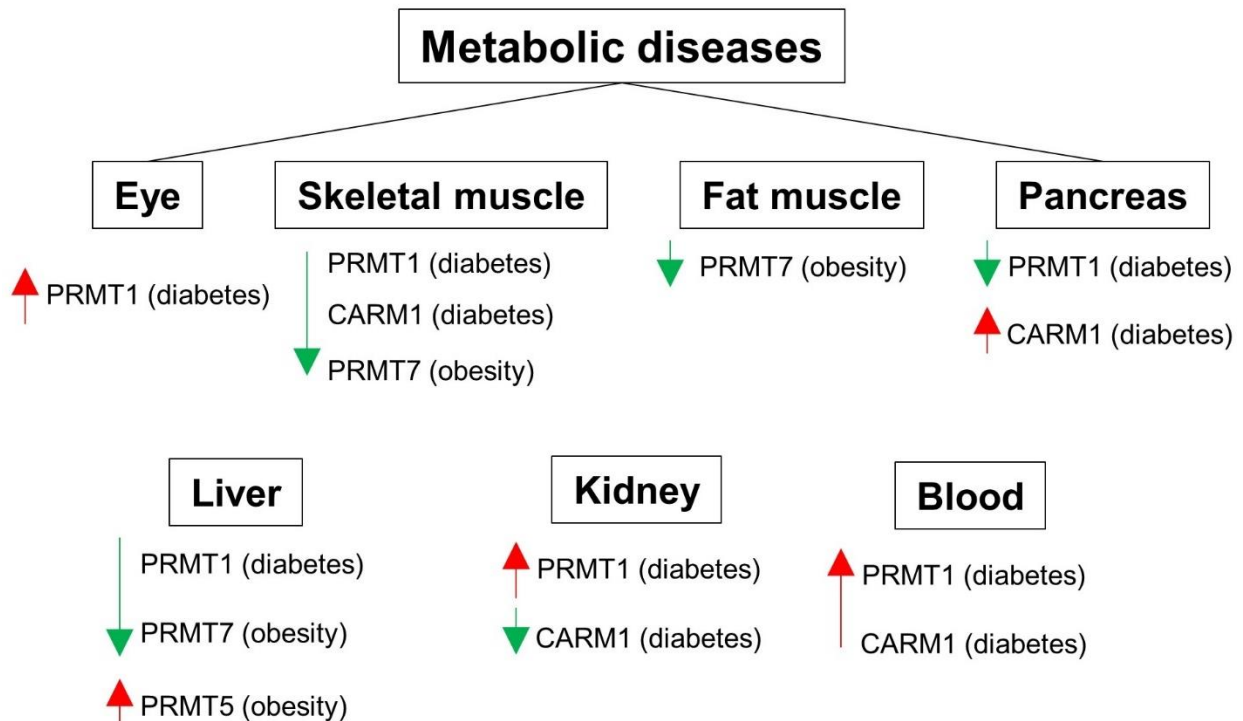 Metabolic diseases
Eye
Skeletal muscle
Fat muscle
Pancreas
PRMT1 (diabetes)
PRMT1 (diabetes)
CARM1 (diabetes)
PRMT7 (obesity)
PRMT7 (obesity)
PRMT1 (diabetes)
CARM1 (diabetes)
Liver
Kidney
Blood
PRMT1 (diabetes)
PRMT7 (obesity)
PRMT5 (obesity)
PRMT1 (diabetes)
CARM1 (diabetes)
PRMT1 (diabetes)
CARM1 (diabetes)